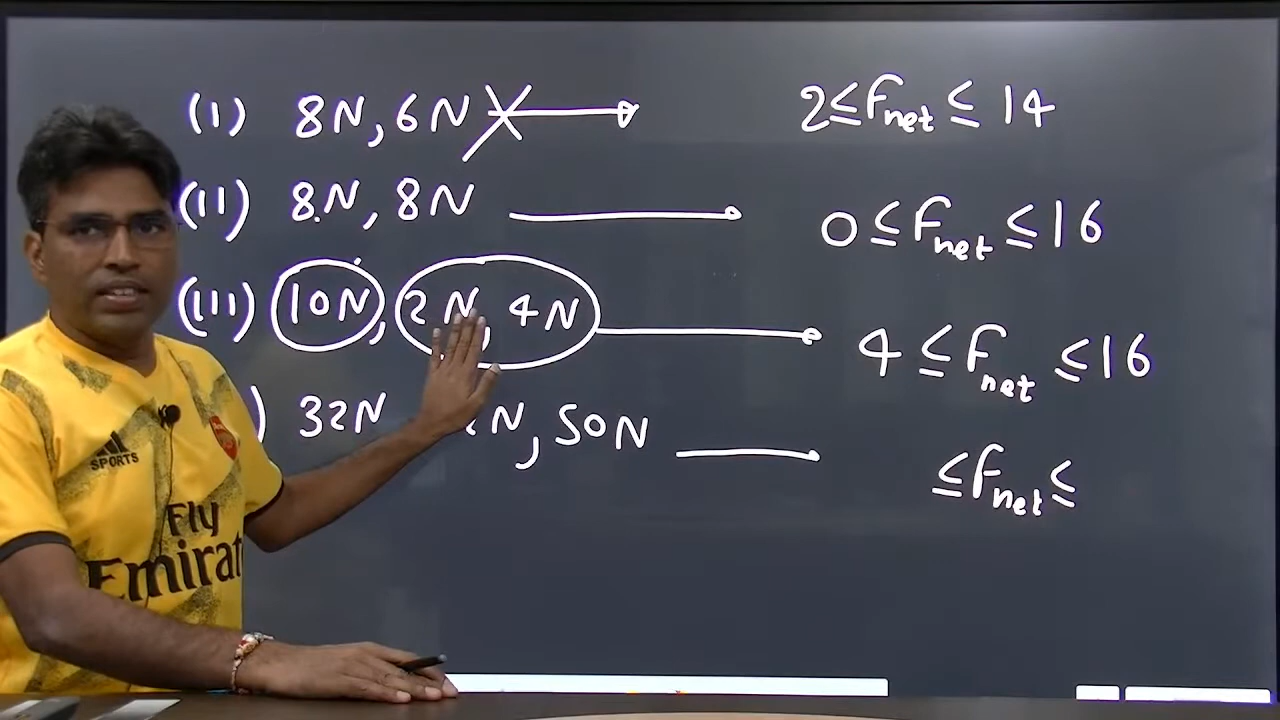 (I) 8N, 6N 2 ≤ Fnet ≤ 14
(II) 8N, 8N 0 ≤ Fnet ≤ 16
(III) 10N, 2N, 4N 4 ≤ Fnet ≤ 16
) 32N N, 50N ≤ Fnet ≤
SPORTS
Fly
Emirat